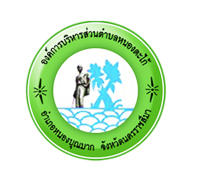 องค์การบริหารส่วนตำบลหนองตะไก้
อำเภอหนองบุญมาก จังหวัดนครราชสีมา